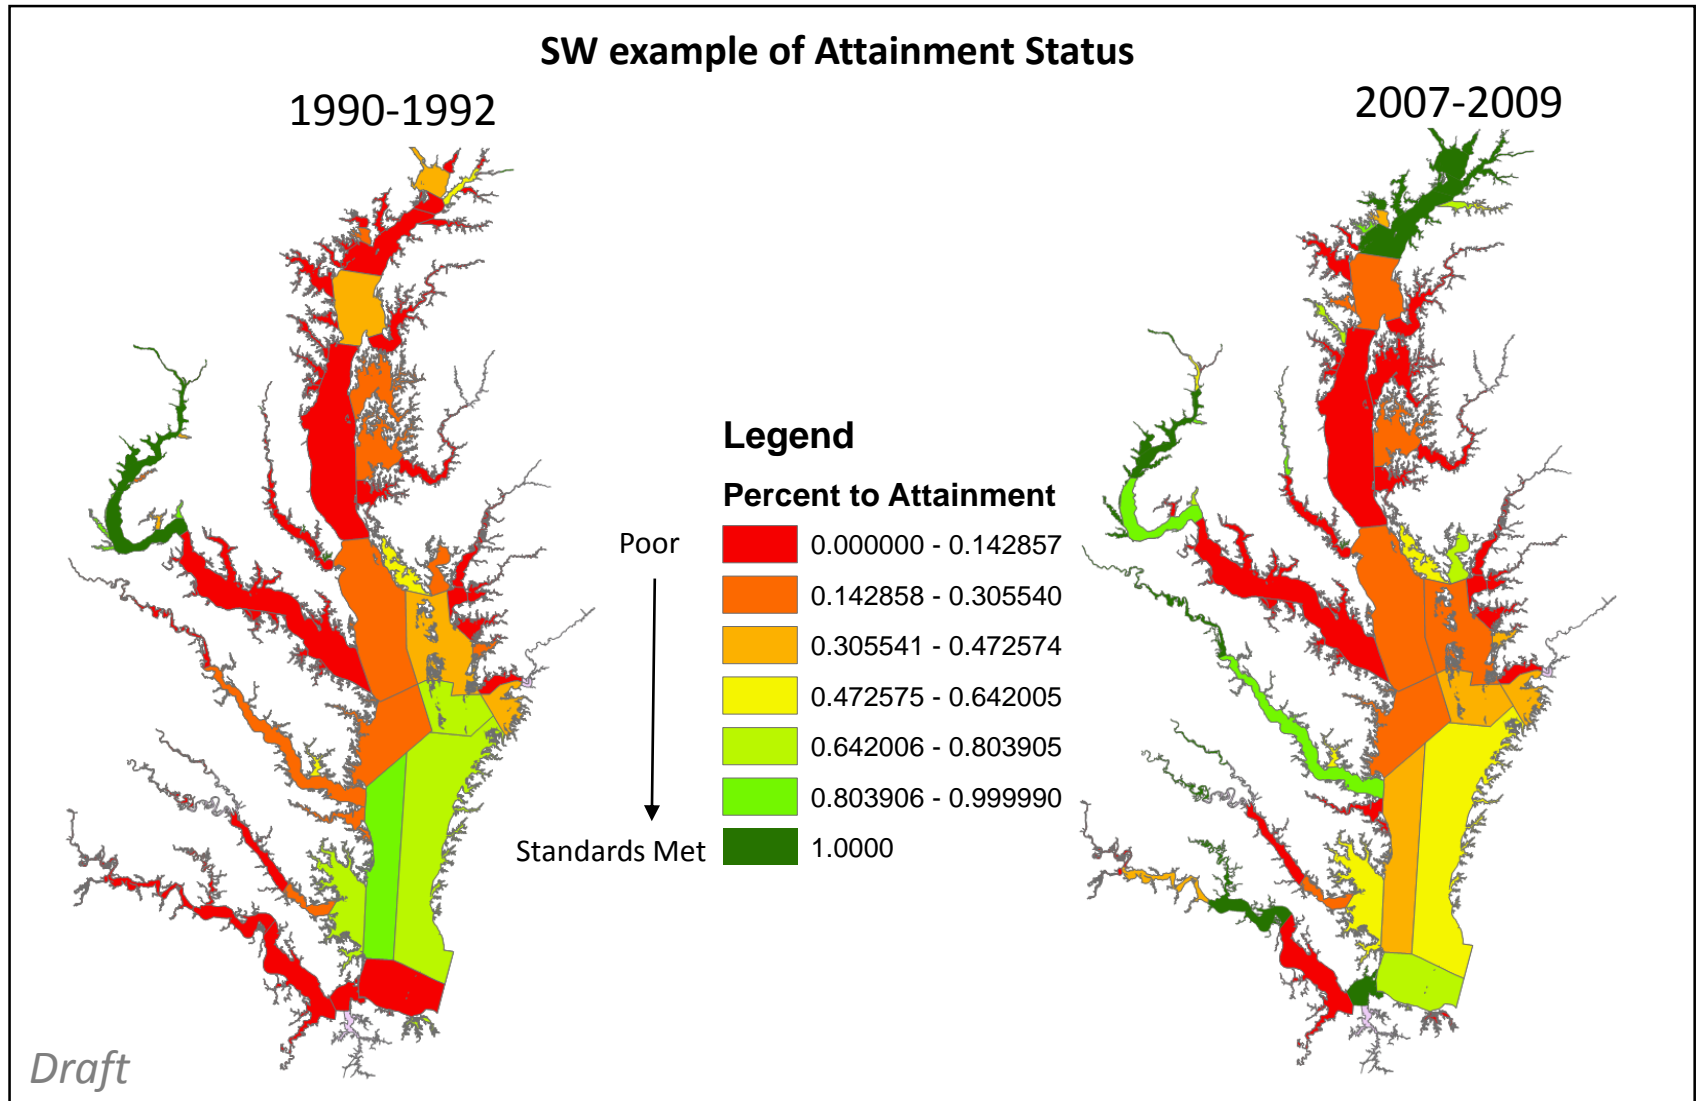 SW example of Attainment Status
1990-1992
2007-2009
Legend
Percent to Attainment
Poor
0.000000 - 0.142857
0.142858 - 0.305540
0.305541 - 0.472574
0.472575 - 0.642005
0.642006 - 0.803905
0.803906 - 0.999990
Standards Met
1.0000
Draft